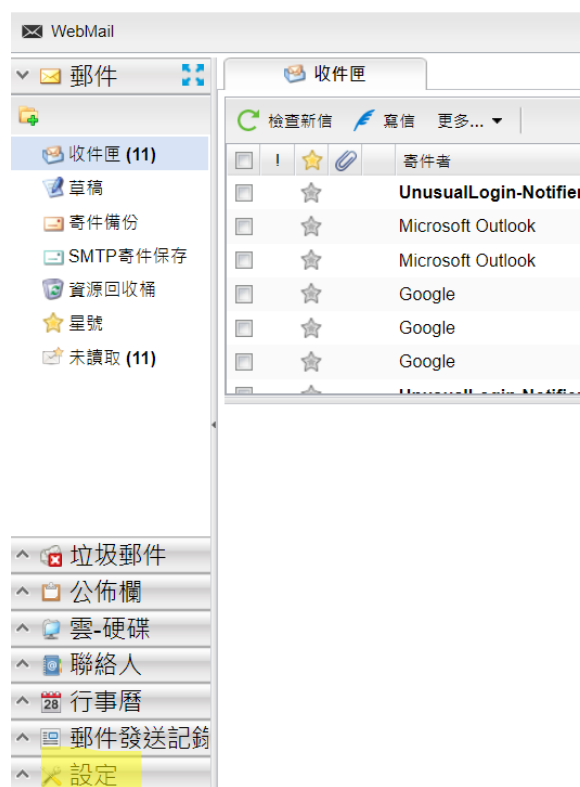 WebMail
郵件
收件匣
檢查新信 寫信 更多...
收件匣 (11)
草稿
寄件備份
SMTP寄件保存
資源回收桶
星號
未讀取 (11)
! 寄件者
UnusualLogin-Notifier
Microsoft Outlook
Microsoft Outlook
Google
Google
Google
垃圾郵件
公佈欄
雲-硬碟
聯絡人
28 行事曆
郵件發送記錄
設定